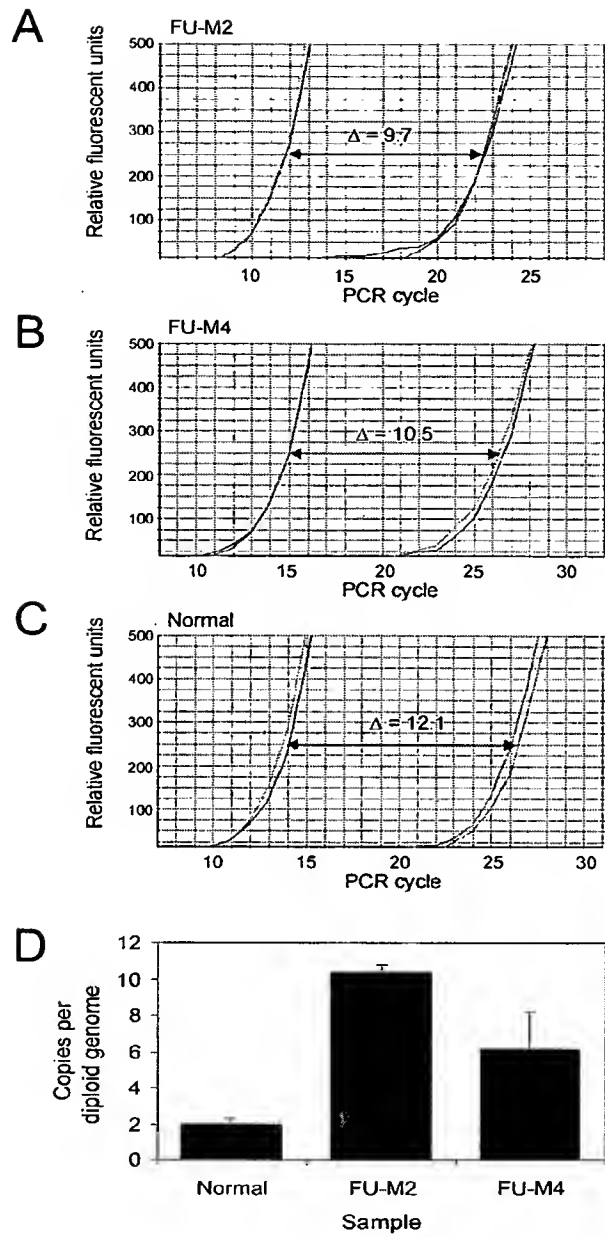 A
FU-M2
Relative fluorescent units
500
400
300
200
100
Δ = 9.7
10
15
20
25
PCR cycle
B
FU-M4
Relative fluorescent units
500
400
300
200
100
Δ = 10.5
10
15
20
25
30
PCR cycle
C
Normal
Relative fluorescent units
500
400
300
200
100
Δ = 12.1
10
15
20
25
30
PCR cycle
D
Copies per
diploid genome
12
10
8
6
4
2
0
Normal
FU-M2
FU-M4
Sample